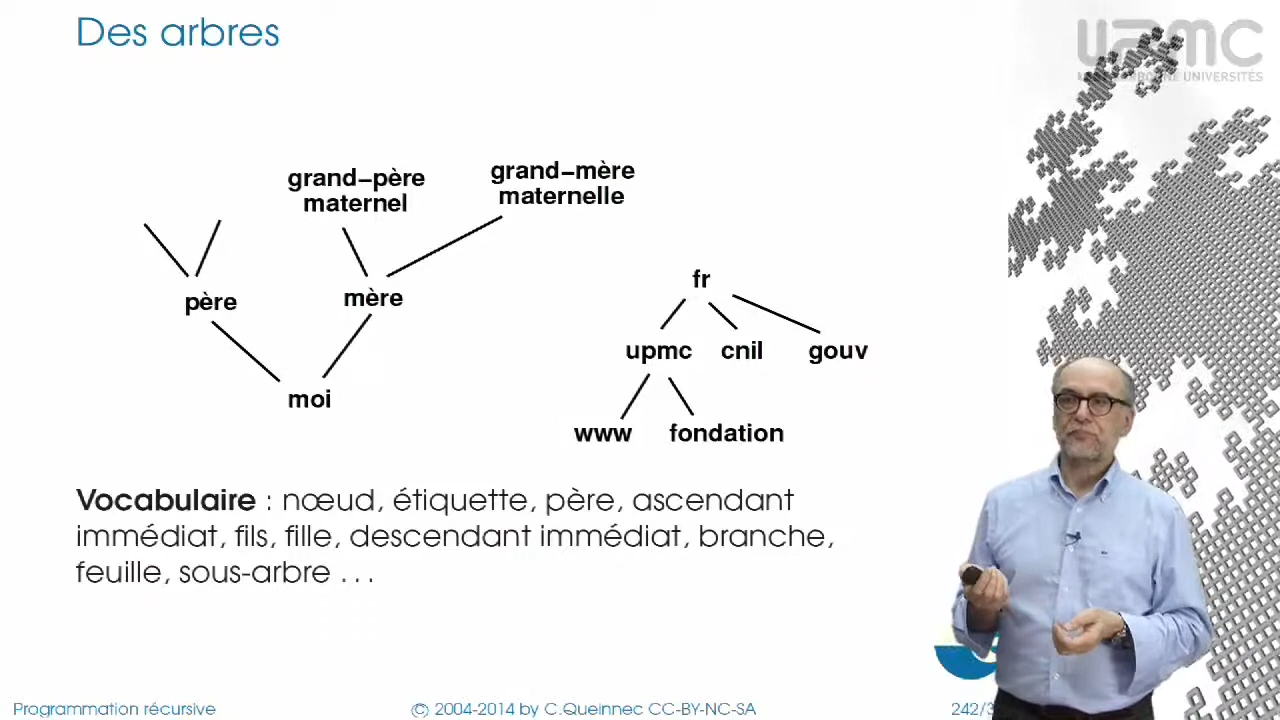 Des arbres
upmc
grand–père
maternel
grand–mère
maternelle
père
mère
moi
fr
upmc cnil gouv
www fondation
Vocabulaire : nœud, étiquette, père, ascendant
immédiat, fils, fille, descendant immédiat, branche,
feuille, sous-arbre ...
Programmation récursive
© 2004-2014 by C.Queinnec CC-BY-NC-SA
242/3